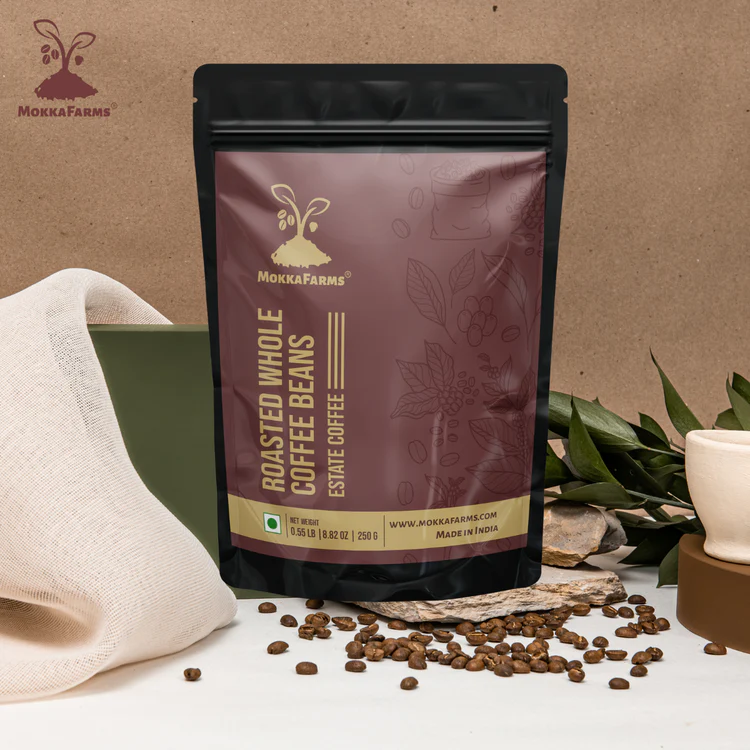 MOKKAFARMS®
MOKKAFARMS®
ROASTED WHOLE
COFFEE BEANS
ESTATE COFFEE
NET WEIGHT
0.55 LB | 8.82 OZ | 250 G
WWW.MOKKAFARMS.COM
MADE IN INDIA